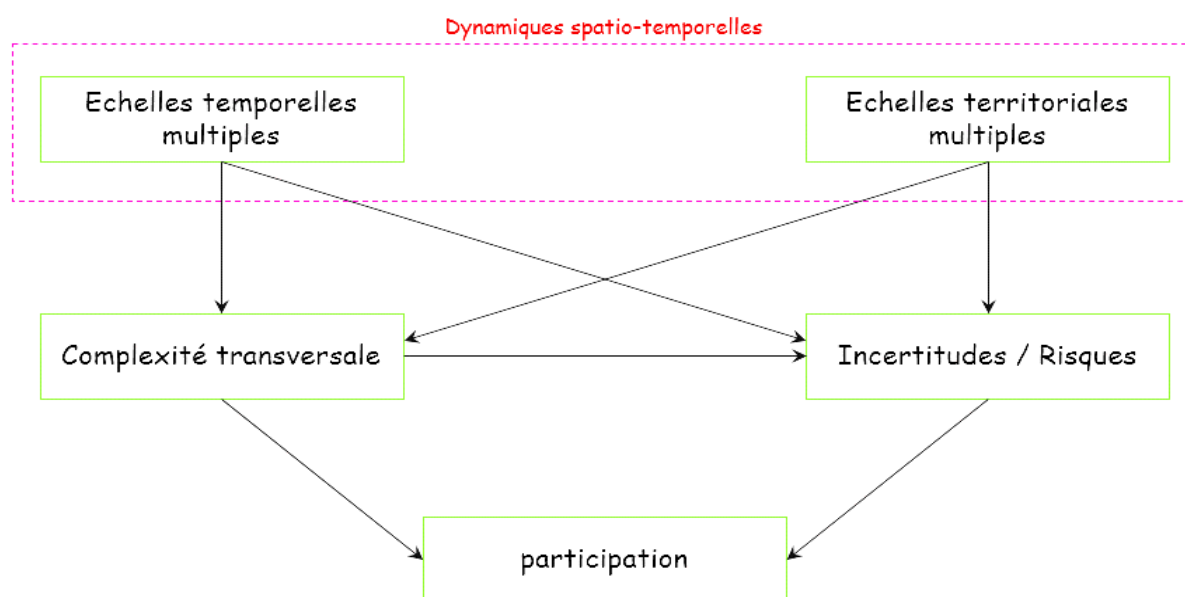 Dynamiques spatio-temporelles
Echelles temporelles
multiples
Echelles territoriales
multiples
Complexité transversale
Incertitudes / Risques
participation